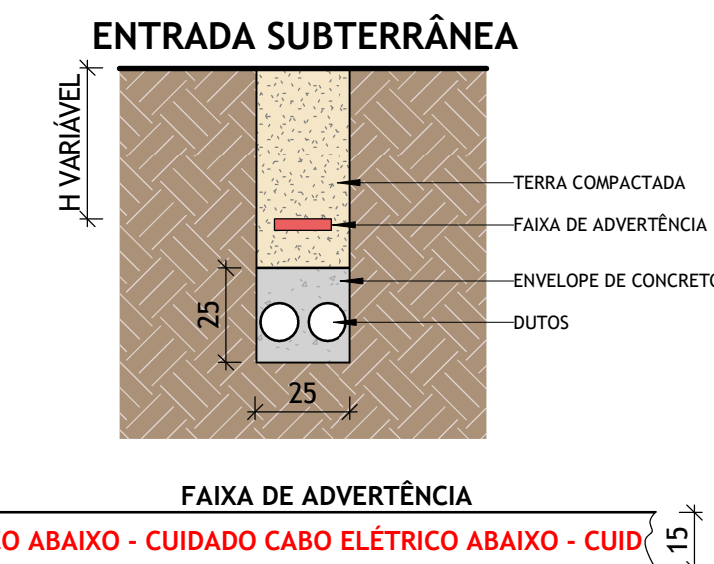 ENTRADA SUBTERRÂNEA
H VARIÁVEL
TERRA COMPACTADA
FAIXA DE ADVERTÊNCIA
ENVELOPE DE CONCRETO
25
DUTOS
25
FAIXA DE ADVERTÊNCIA
O ABAIXO - CUIDADO CABO ELÉTRICO ABAIXO - CUID
15